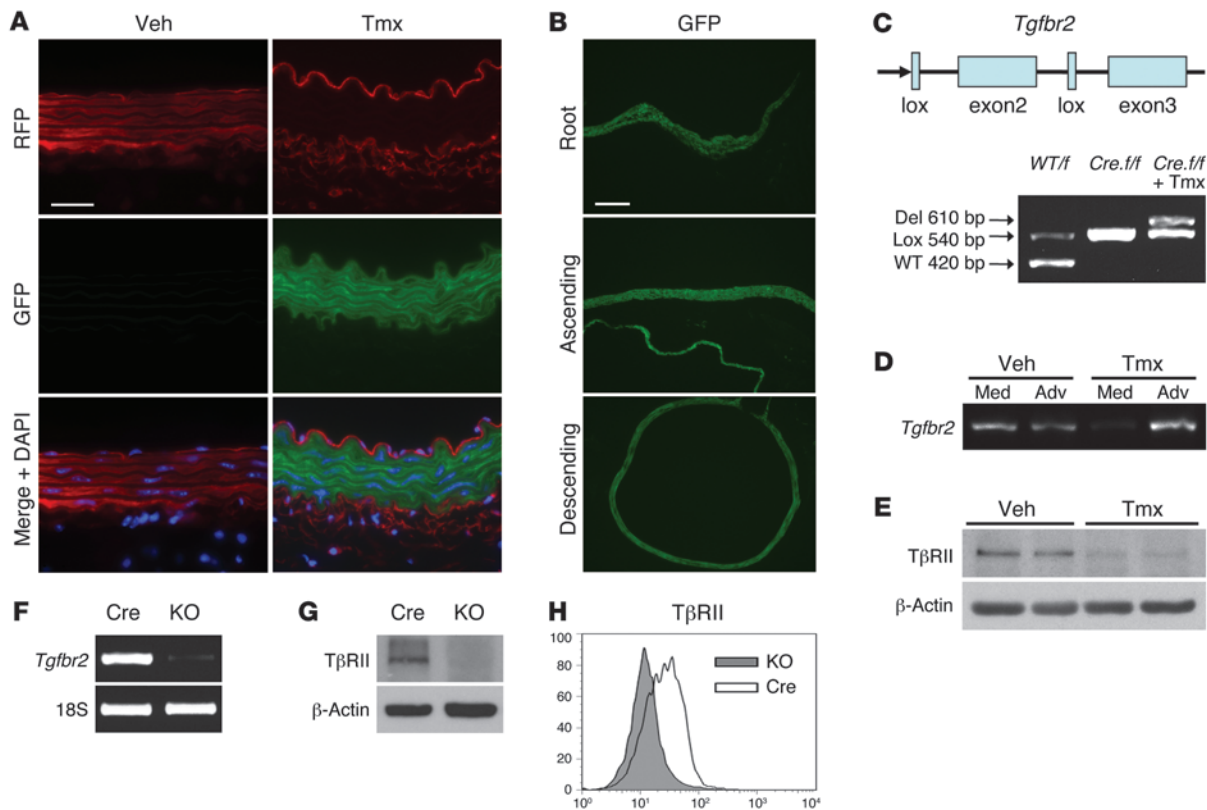 A
Veh
Tmx
RFP
GFP
Merge + DAPI
B
GFP
Root
Ascending
Descending
C
Tgfbr2
lox
exon2
lox
exon3
WT/f
Cre.f/f
Cre.f/f
+ Tmx
Del 610 bp
Lox 540 bp
WT 420 bp
D
Veh
Tmx
Med
Adv
Med
Adv
Tgfbr2
E
Veh
Tmx
TβRII
β-Actin
F
Cre
KO
Tgfbr2
18S
G
Cre
KO
TβRII
β-Actin
H
TβRII
100
80
60
40
20
0
10⁰
10¹
10²
10³
10⁴
KO
Cre